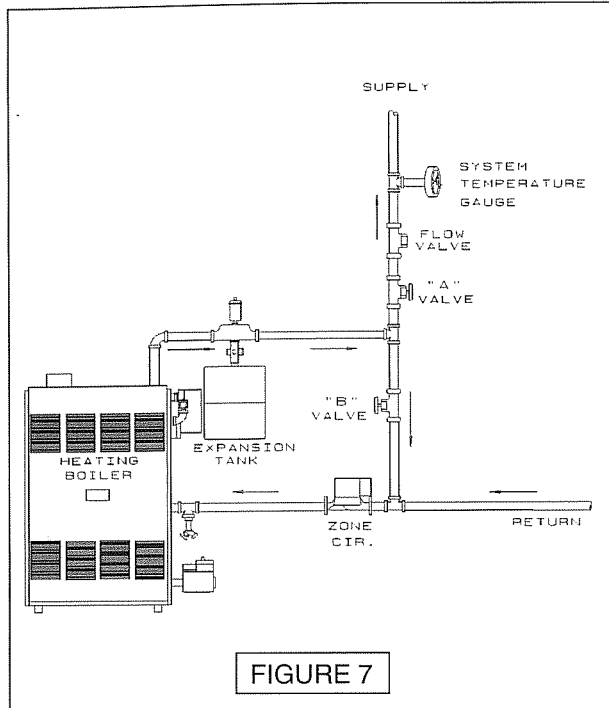 SUPPLY
SYSTEM
TEMPERATURE
GAUGE
FLOW
VALVE
"A"
VALVE
"B"
VALVE
EXPANSION
TANK
HEATING
BOILER
ZONE
CIR.
RETURN
FIGURE 7